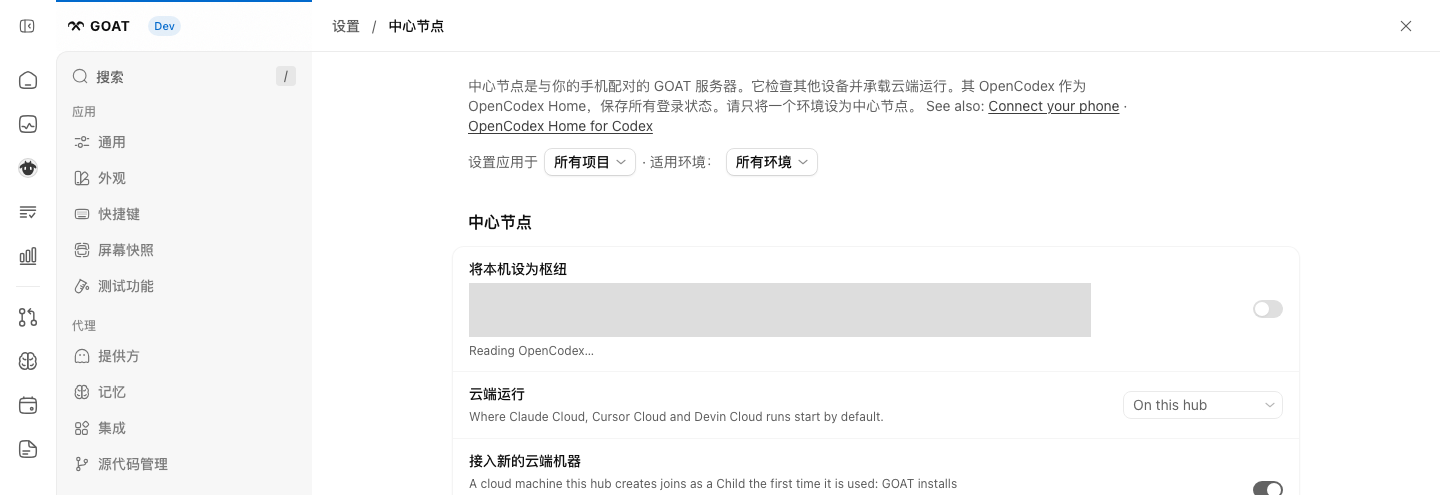 GOAT Dev
设置 / 中心节点
搜索 /
应用
通用
外观
快捷键
屏幕快照
测试功能
代理
提供方
记忆
集成
源代码管理
中心节点是与你的手机配对的 GOAT 服务器。它检查其他设备并承载云端运行。其 OpenCodex 作为
OpenCodex Home，保存所有登录状态。请只将一个环境设为中心节点。 See also: Connect your phone ·
OpenCodex Home for Codex
设置应用于 所有项目 · 适用环境： 所有环境
中心节点
将本机设为枢纽
Reading OpenCodex...
云端运行
Where Claude Cloud, Cursor Cloud and Devin Cloud runs start by default.
On this hub
接入新的云端机器
A cloud machine this hub creates joins as a Child the first time it is used: GOAT installs